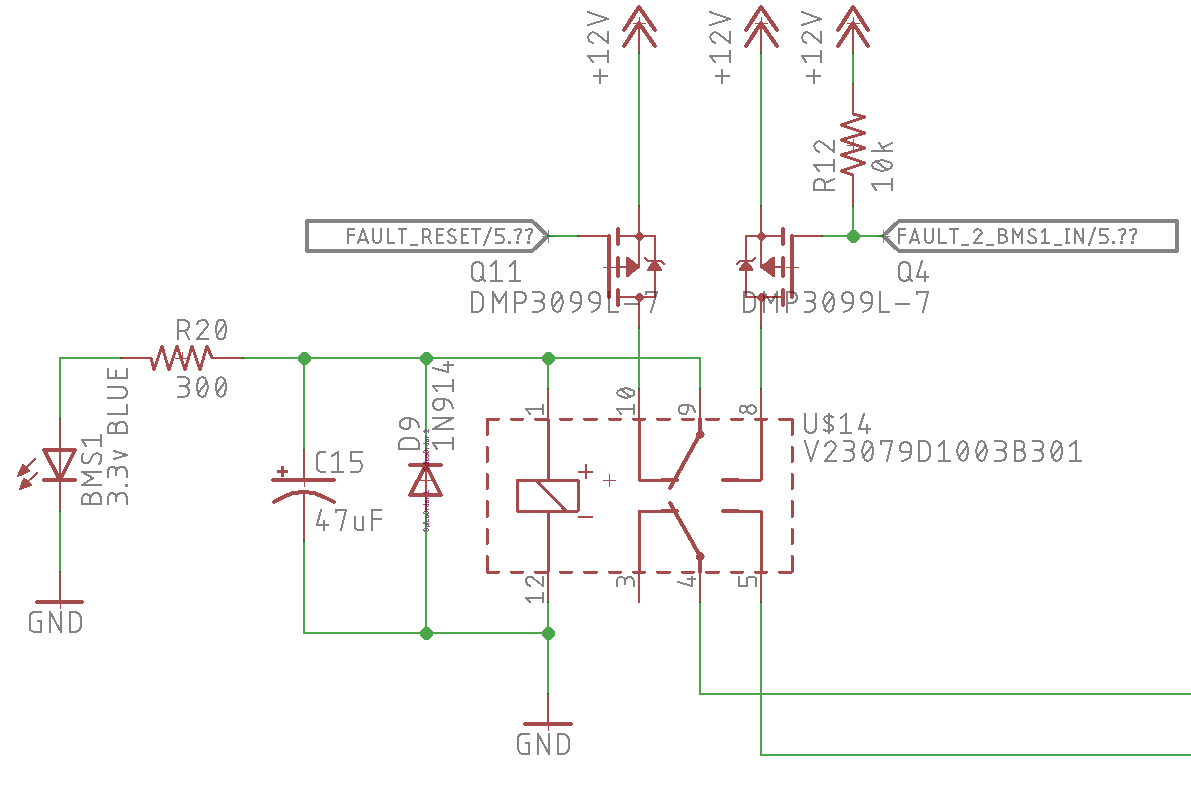 +12V
+12V
+12V
R12
10k
FAULT_RESET/5.??
FAULT_2_BMS1_IN/5.??
Q11
DMP3099L-7
Q4
DMP3099L-7
R20
300
BMS1
3.3v BLUE
C15
47uF
D9
1N914
1
10
9
8
U$14
V23079D1003B301
12
3
4
5
GND
GND